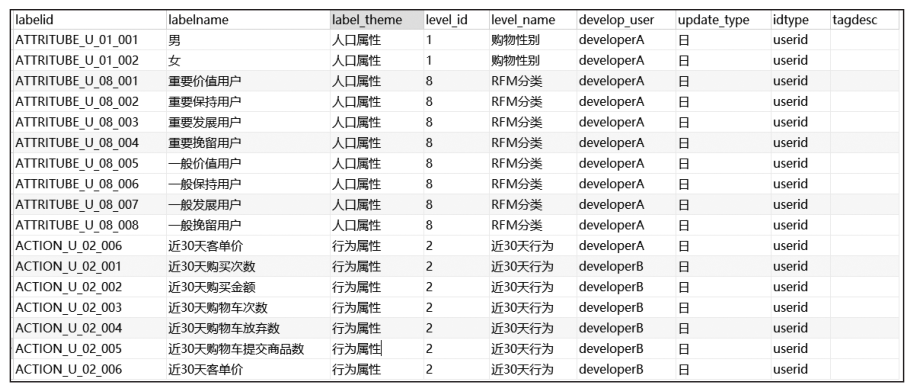 labelid labelname label_theme level_id level_name develop_user update_type idtype tagdesc
ATTRITUBE_U_01_001 男 人口属性 1 购物性别 developerA 日 userid
ATTRITUBE_U_01_002 女 人口属性 1 购物性别 developerA 日 userid
ATTRITUBE_U_08_001 重要价值用户 人口属性 8 RFM分类 developerA 日 userid
ATTRITUBE_U_08_002 重要保持用户 人口属性 8 RFM分类 developerA 日 userid
ATTRITUBE_U_08_003 重要发展用户 人口属性 8 RFM分类 developerA 日 userid
ATTRITUBE_U_08_004 重要挽留用户 人口属性 8 RFM分类 developerA 日 userid
ATTRITUBE_U_08_005 一般价值用户 人口属性 8 RFM分类 developerA 日 userid
ATTRITUBE_U_08_006 一般保持用户 人口属性 8 RFM分类 developerA 日 userid
ATTRITUBE_U_08_007 一般发展用户 人口属性 8 RFM分类 developerA 日 userid
ATTRITUBE_U_08_008 一般挽留用户 人口属性 8 RFM分类 developerA 日 userid
ACTION_U_02_006 近30天客单价 行为属性 2 近30天行为 developerA 日 userid
ACTION_U_02_001 近30天购买次数 行为属性 2 近30天行为 developerB 日 userid
ACTION_U_02_002 近30天购买金额 行为属性 2 近30天行为 developerB 日 userid
ACTION_U_02_003 近30天购物车次数 行为属性 2 近30天行为 developerB 日 userid
ACTION_U_02_004 近30天购物车放弃数 行为属性 2 近30天行为 developerB 日 userid
ACTION_U_02_005 近30天购物车提交商品数 行为属性 2 近30天行为 developerB 日 userid
ACTION_U_02_006 近30天客单价 行为属性 2 近30天行为 developerB 日 userid